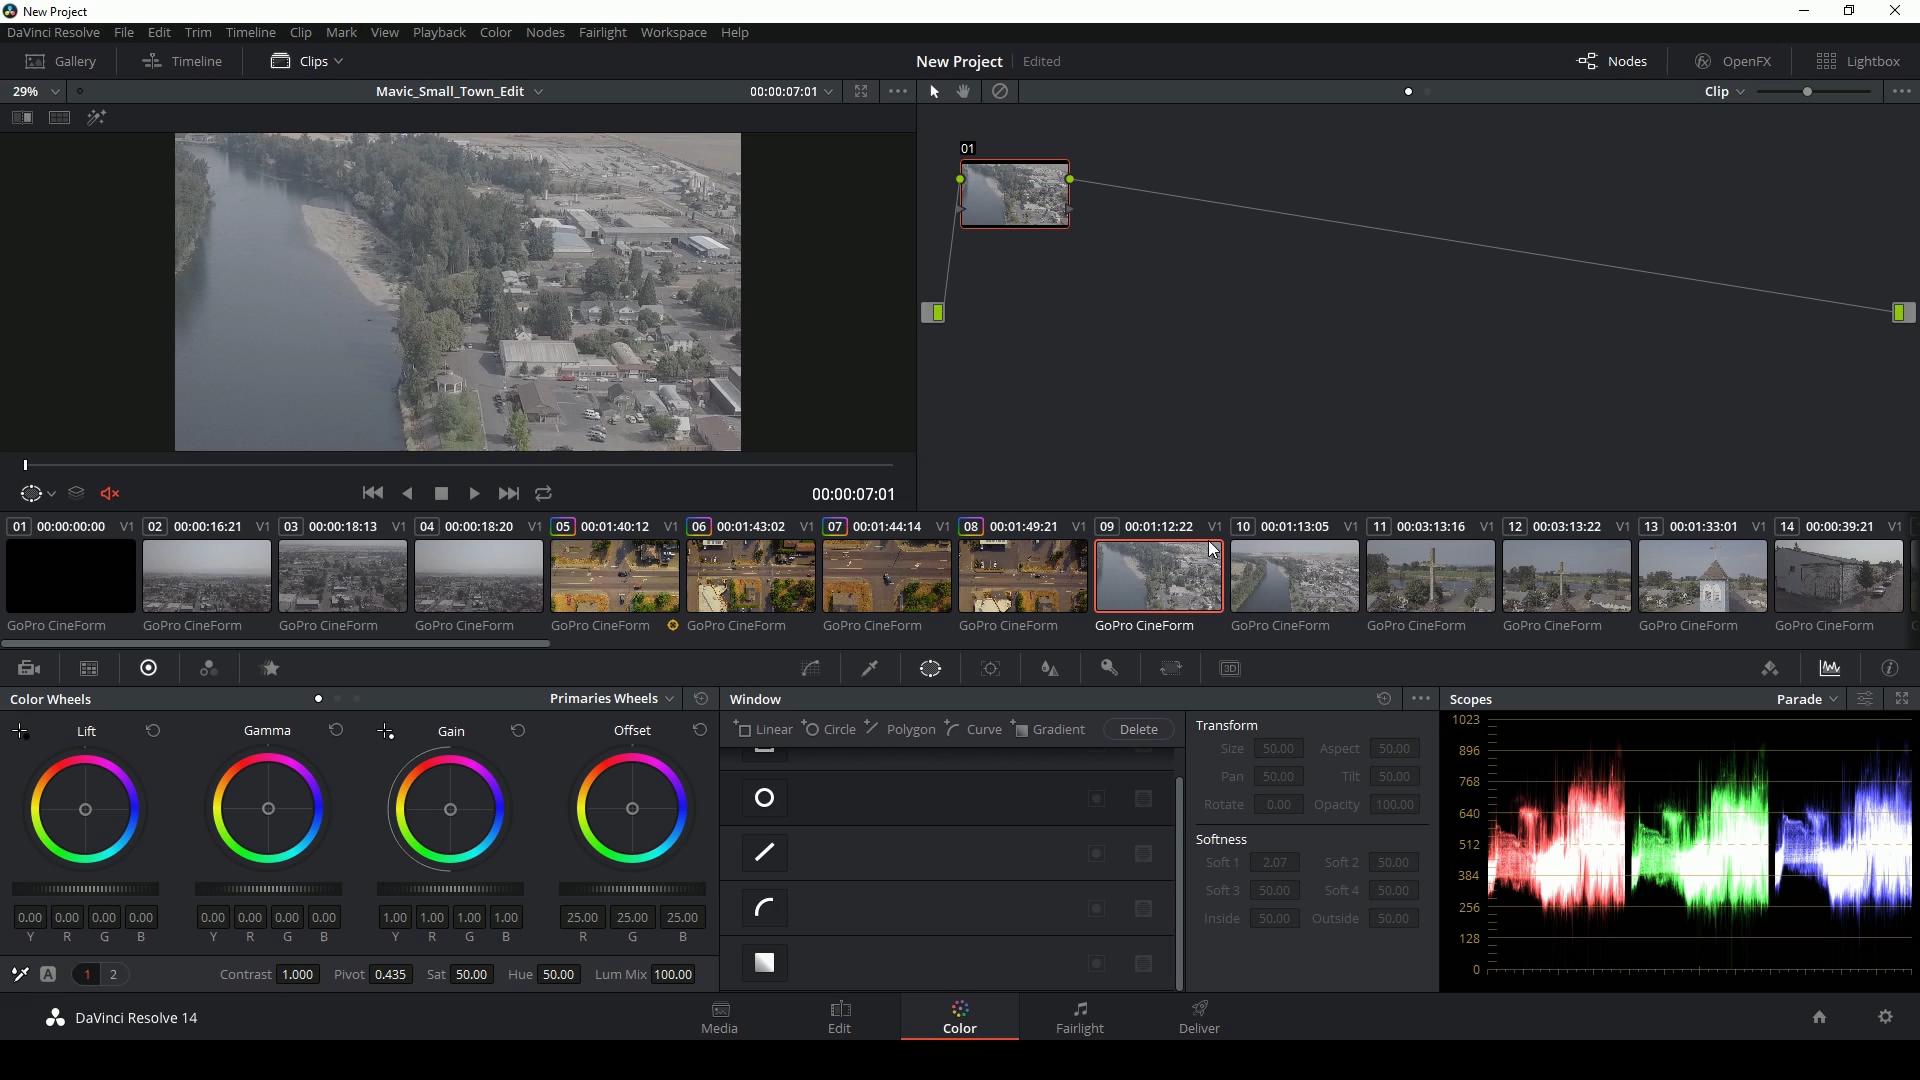 New Project
DaVinci Resolve File Edit Trim Timeline Clip Mark View Playback Color Nodes Fairlight Workspace Help
Gallery Timeline Clips New Project Edited Nodes OpenFX Lightbox
29% Mavic_Small_Town_Edit 00:00:07:01 Clip
01
00:00:07:01
01 00:00:00:00 V1 02 00:00:16:21 V1 03 00:00:18:13 V1 04 00:00:18:20 V1 05 00:01:40:12 V1 06 00:01:43:02 V1 07 00:01:44:14 V1 08 00:01:49:21 V1 09 00:01:12:22 V1 10 00:01:13:05 V1 11 00:03:13:16 V1 12 00:03:13:22 V1 13 00:01:33:01 V1 14 00:00:39:21 V1
GoPro CineForm GoPro CineForm GoPro CineForm GoPro CineForm GoPro CineForm GoPro CineForm GoPro CineForm GoPro CineForm GoPro CineForm GoPro CineForm GoPro CineForm GoPro CineForm GoPro CineForm GoPro CineForm
3D
Color Wheels Primaries Wheels Window Scopes Parade
Lift Gamma Gain Offset
Linear Circle Polygon Curve Gradient Delete
Transform
Size 50.00 Aspect 50.00
Pan 50.00 Tilt 50.00
Rotate 0.00 Opacity 100.00
Softness
Soft 1 2.07 Soft 2 50.00
Soft 3 50.00 Soft 4 50.00
Inside 50.00 Outside 50.00
1023
896
768
640
512
384
256
128
0
0.00 0.00 0.00 0.00 0.00 0.00 0.00 0.00 1.00 1.00 1.00 1.00 25.00 25.00 25.00
Y R G B Y R G B Y R G B R G B
A 1 2 Contrast 1.000 Pivot 0.435 Sat 50.00 Hue 50.00 Lum Mix 100.00
DaVinci Resolve 14 Media Edit Color Fairlight Deliver